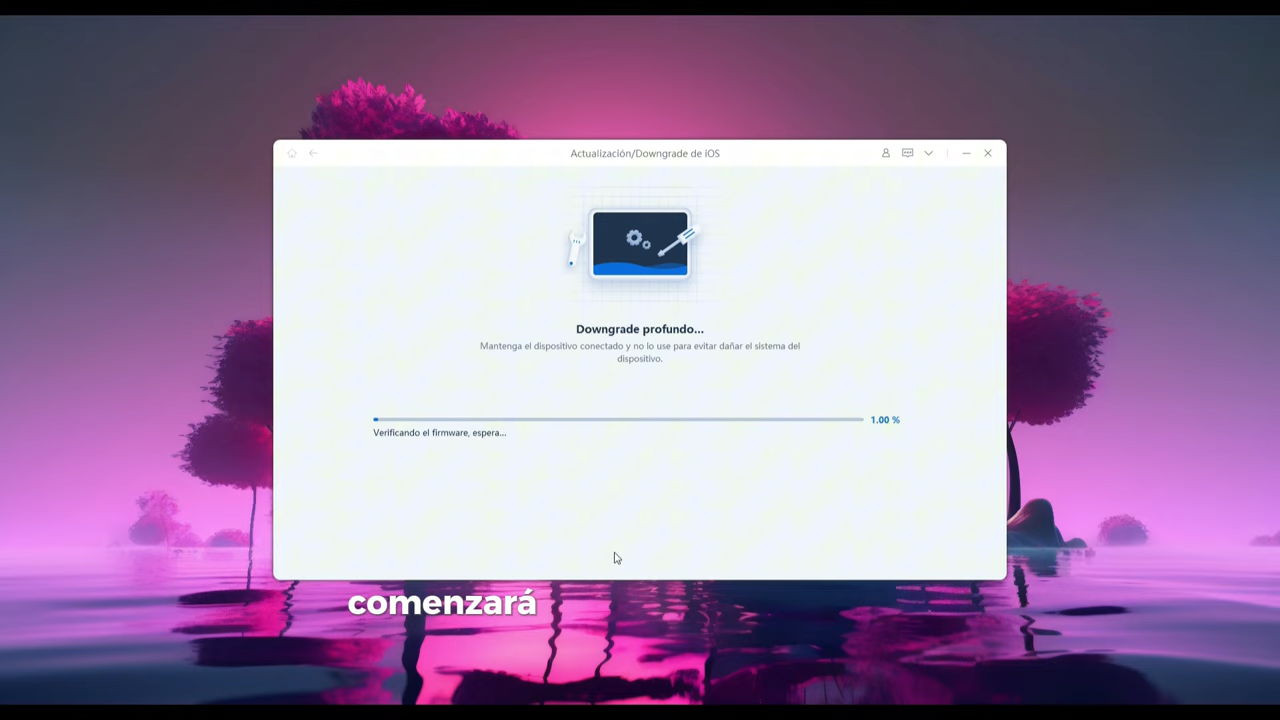 Actualización/Downgrade de iOS
Downgrade profundo...
Mantenga el dispositivo conectado y no lo use para evitar dañar el sistema del
dispositivo.
1.00 %
Verificando el firmware, espera...
comenzará